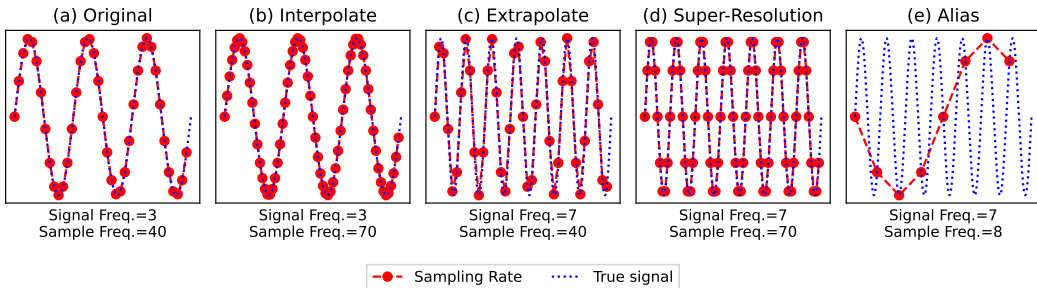 (a) Original
(b) Interpolate
(c) Extrapolate
(d) Super-Resolution
(e) Alias
Signal Freq.=3
Sample Freq.=40
Signal Freq.=3
Sample Freq.=70
Signal Freq.=7
Sample Freq.=40
Signal Freq.=7
Sample Freq.=70
Signal Freq.=7
Sample Freq.=8
Sampling Rate
True signal